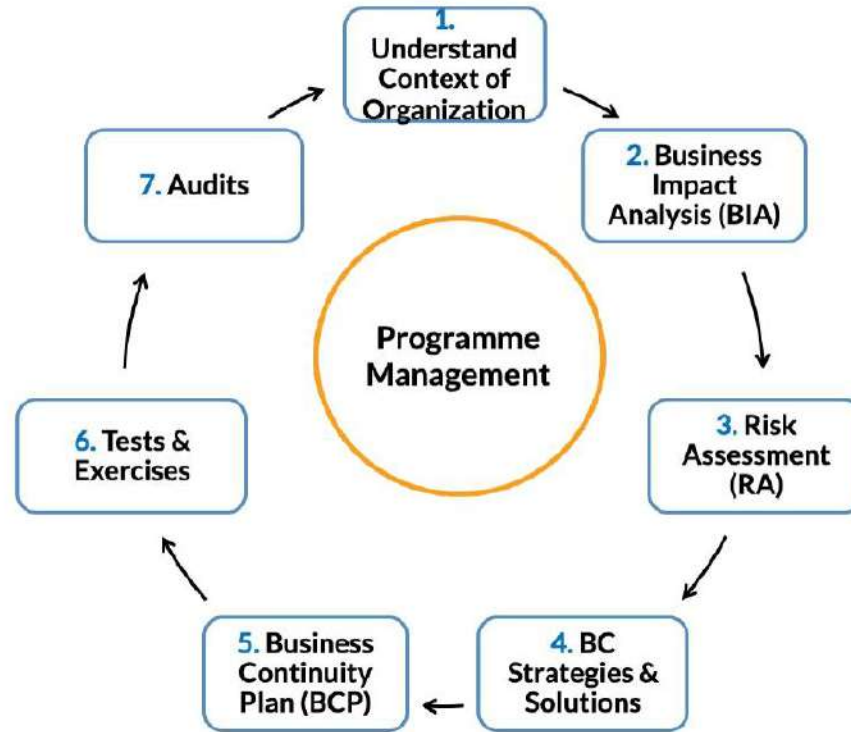 1.
Understand
Context of
Organization
2. Business
Impact
Analysis (BIA)
3. Risk
Assessment
(RA)
4. BC
Strategies &
Solutions
5. Business
Continuity
Plan (BCP)
6. Tests &
Exercises
7. Audits
Programme
Management